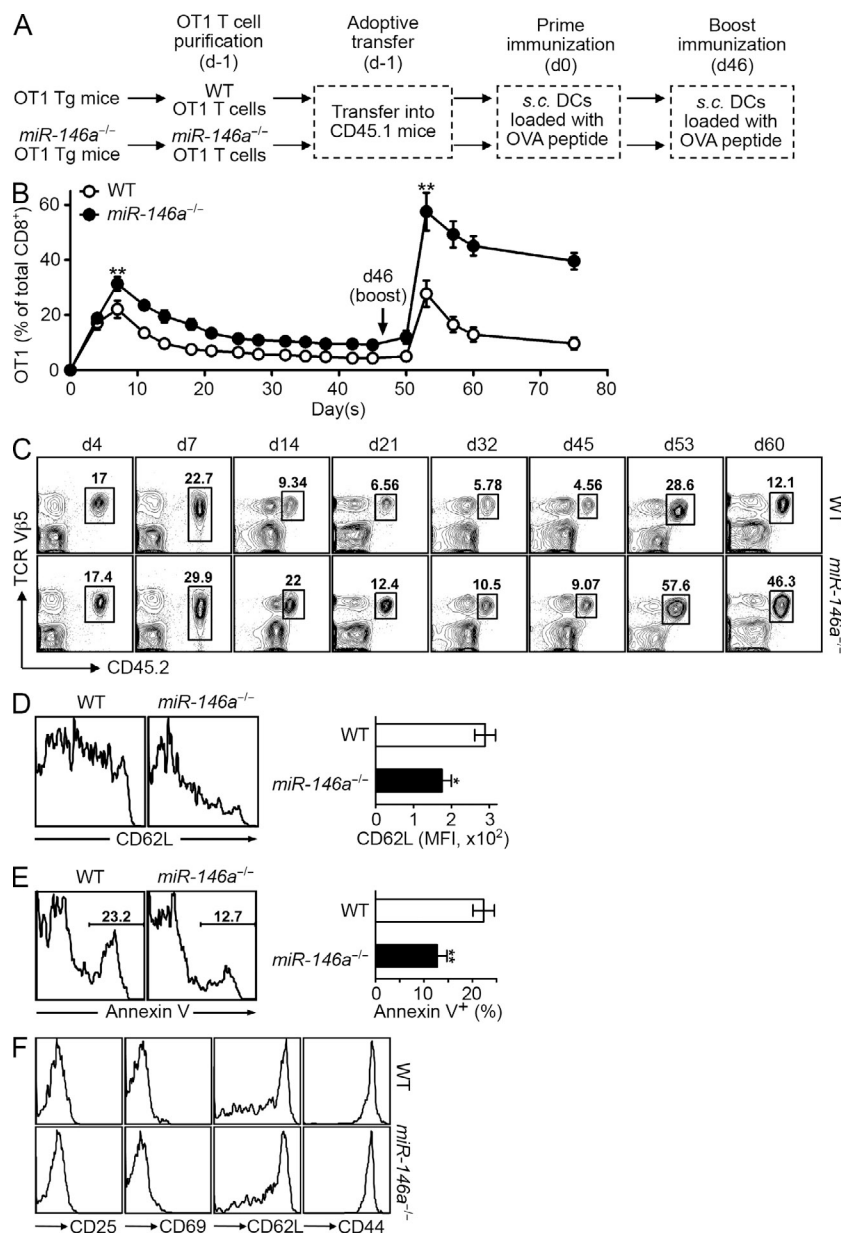 A
OT1 T cell
purification
(d-1)
Adoptive
transfer
(d-1)
Prime
immunization
(d0)
Boost
immunization
(d46)
OT1 Tg mice
WT
OT1 T cells
miR-146a⁻/⁻
OT1 Tg mice
miR-146a⁻/⁻
OT1 T cells
Transfer into
CD45.1 mice
s.c. DCs
loaded with
OVA peptide
s.c. DCs
loaded with
OVA peptide
B
WT
miR-146a⁻/⁻
**
**
d46
(boost)
OT1 (% of total CD8⁺)
60
40
20
0
0 10 20 30 40 50 60 70 80
Day(s)
C
d4 d7 d14 d21 d32 d45 d53 d60
17 22.7 9.34 6.56 5.78 4.56 28.6 12.1
WT
17.4 29.9 22 12.4 10.5 9.07 57.6 46.3
miR-146a⁻/⁻
TCR Vβ5
CD45.2
D
WT miR-146a⁻/⁻
CD62L
WT
miR-146a⁻/⁻
*
0 1 2 3
CD62L (MFI, x10²)
E
WT miR-146a⁻/⁻
23.2 12.7
Annexin V
WT
miR-146a⁻/⁻
**
0 10 20
Annexin V⁺ (%)
F
WT
miR-146a⁻/⁻
CD25 CD69 CD62L CD44